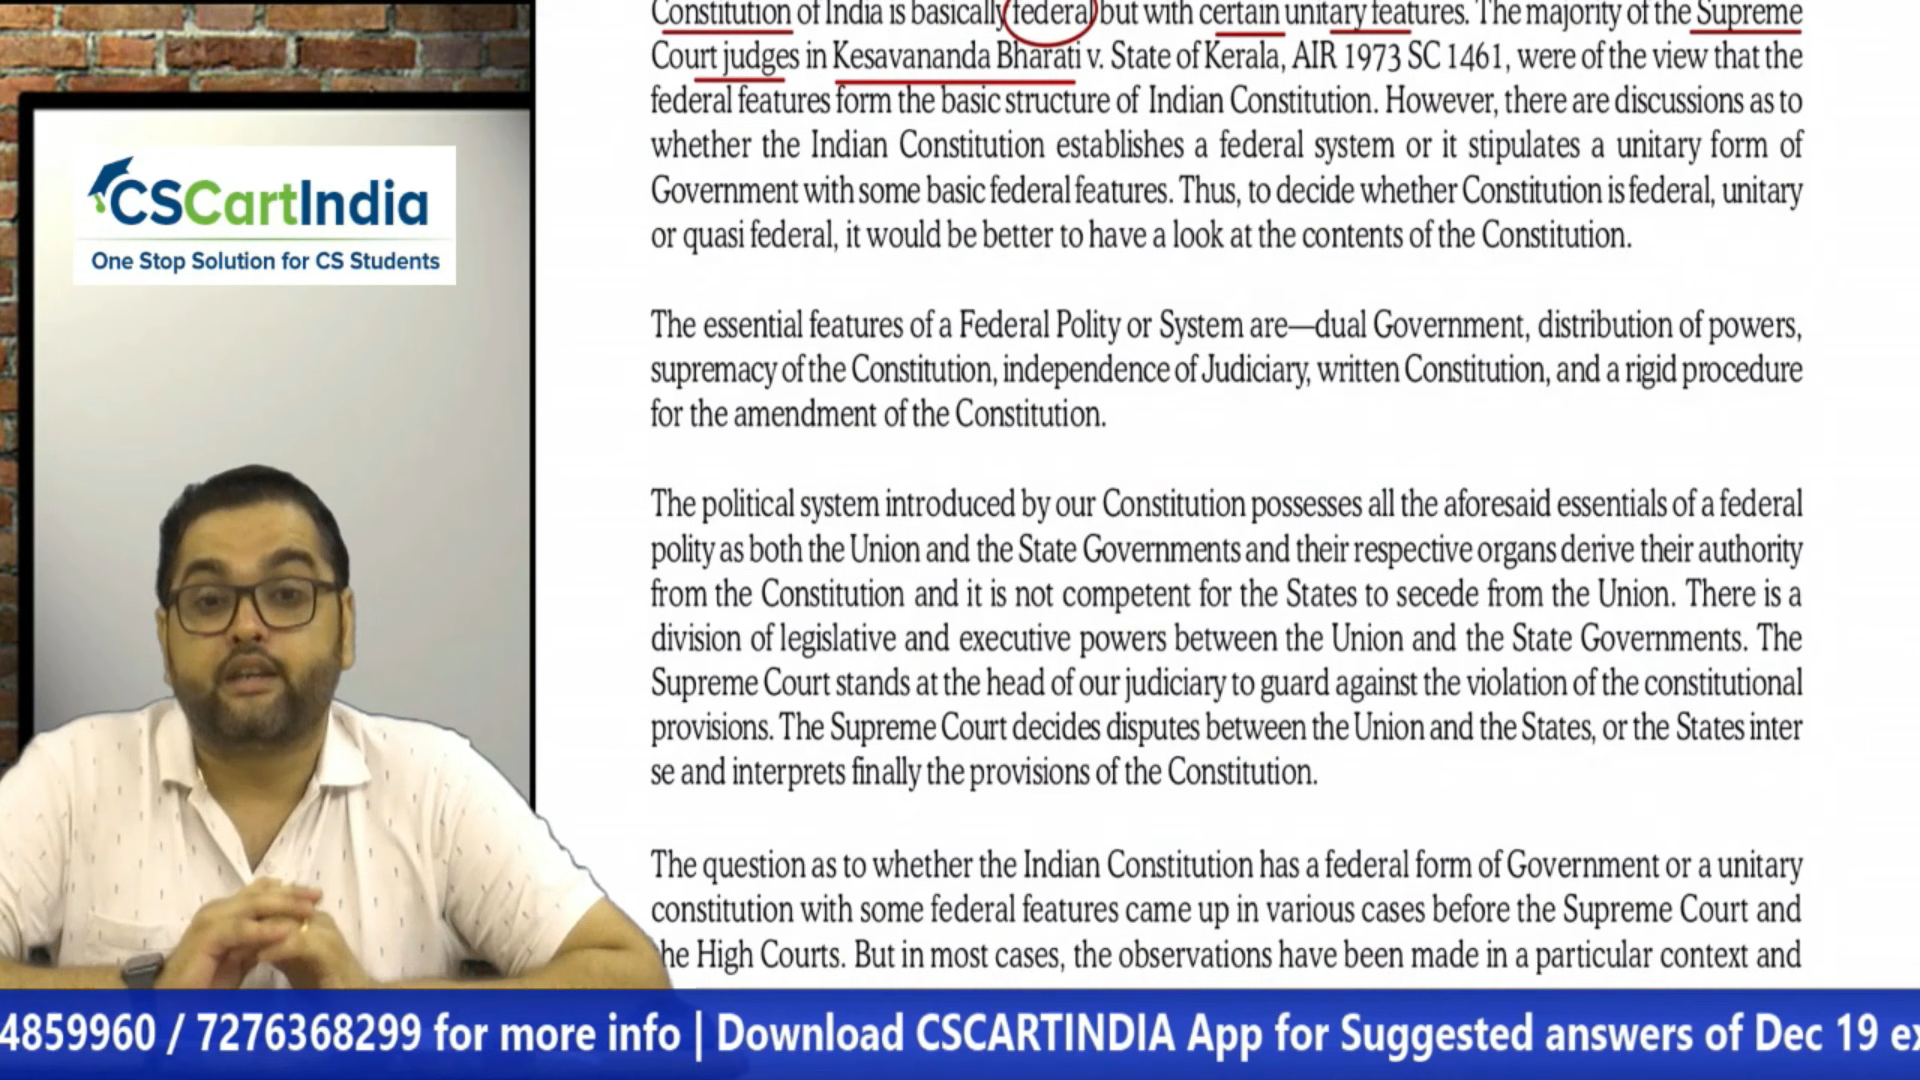 CSCartIndia
One Stop Solution for CS Students
Constitution of India is basically federal but with certain unitary features. The majority of the Supreme
Court judges in Kesavananda Bharati v. State of Kerala, AIR 1973 SC 1461, were of the view that the
federal features form the basic structure of Indian Constitution. However, there are discussions as to
whether the Indian Constitution establishes a federal system or it stipulates a unitary form of
Government with some basic federal features. Thus, to decide whether Constitution is federal, unitary
or quasi federal, it would be better to have a look at the contents of the Constitution.
The essential features of a Federal Polity or System are—dual Government, distribution of powers,
supremacy of the Constitution, independence of Judiciary, written Constitution, and a rigid procedure
for the amendment of the Constitution.
The political system introduced by our Constitution possesses all the aforesaid essentials of a federal
polity as both the Union and the State Governments and their respective organs derive their authority
from the Constitution and it is not competent for the States to secede from the Union. There is a
division of legislative and executive powers between the Union and the State Governments. The
Supreme Court stands at the head of our judiciary to guard against the violation of the constitutional
provisions. The Supreme Court decides disputes between the Union and the States, or the States inter
se and interprets finally the provisions of the Constitution.
The question as to whether the Indian Constitution has a federal form of Government or a unitary
constitution with some federal features came up in various cases before the Supreme Court and
he High Courts. But in most cases, the observations have been made in a particular context and
4859960 / 7276368299 for more info | Download CSCARTINDIA App for Suggested answers of Dec 19 ex